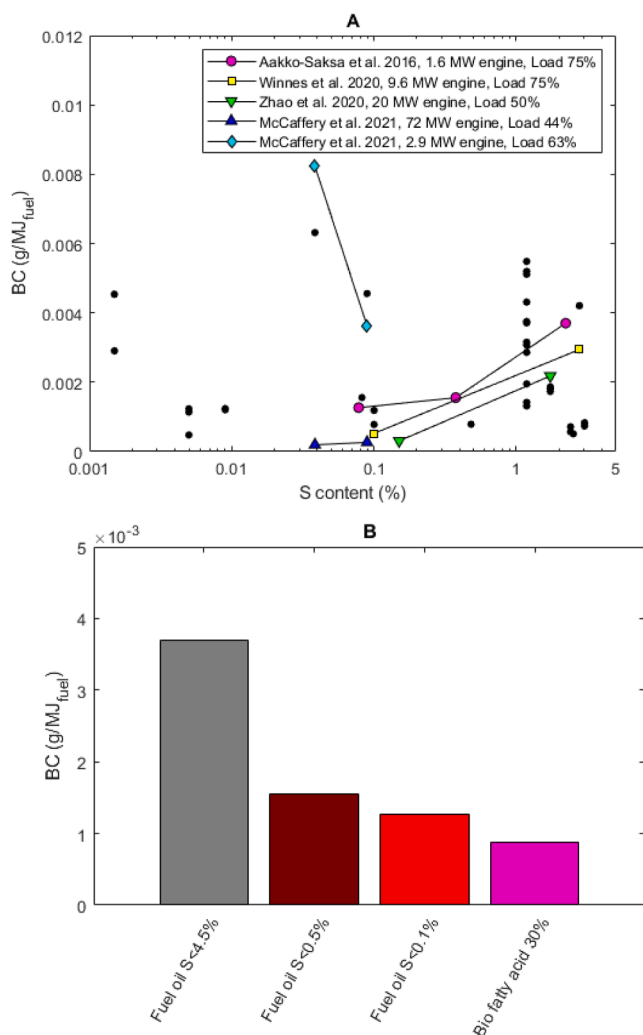 A
0.012
0.01
0.008
0.006
0.004
0.002
0
BC (g/MJfuel)
Aakko-Saksa et al. 2016, 1.6 MW engine, Load 75%
Winnes et al. 2020, 9.6 MW engine, Load 75%
Zhao et al. 2020, 20 MW engine, Load 50%
McCaffery et al. 2021, 72 MW engine, Load 44%
McCaffery et al. 2021, 2.9 MW engine, Load 63%
0.001 0.01 0.1 1 5
S content (%)
B
5 ×10-3
4
3
2
1
0
BC (g/MJfuel)
Fuel oil S<4.5%
Fuel oil S<0.5%
Fuel oil S<0.1%
Bio fatty acid 30%